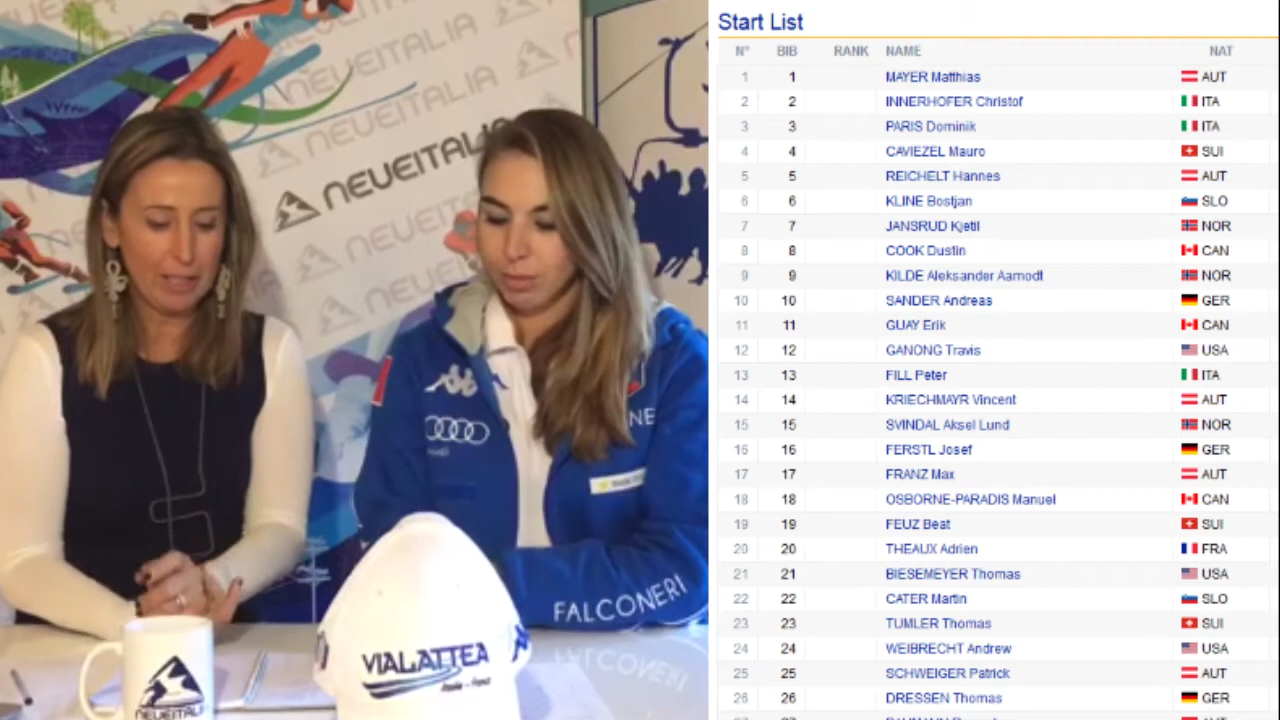 NEVEITALIA
NEVEITALIA
NEVEITALIA
NEVEITALIA
FALCONERI
VIALATTEA
NEVEITALIA
Start List
N° BIB RANK NAME NAT
1 1 MAYER Matthias AUT
2 2 INNERHOFER Christof ITA
3 3 PARIS Dominik ITA
4 4 CAVIEZEL Mauro SUI
5 5 REICHELT Hannes AUT
6 6 KLINE Bostjan SLO
7 7 JANSRUD Kjetil NOR
8 8 COOK Dustin CAN
9 9 KILDE Aleksander Aamodt NOR
10 10 SANDER Andreas GER
11 11 GUAY Erik CAN
12 12 GANONG Travis USA
13 13 FILL Peter ITA
14 14 KRIECHMAYR Vincent AUT
15 15 SVINDAL Aksel Lund NOR
16 16 FERSTL Josef GER
17 17 FRANZ Max AUT
18 18 OSBORNE-PARADIS Manuel CAN
19 19 FEUZ Beat SUI
20 20 THEAUX Adrien FRA
21 21 BIESEMEYER Thomas USA
22 22 CATER Martin SLO
23 23 TUMLER Thomas SUI
24 24 WEIBRECHT Andrew USA
25 25 SCHWEIGER Patrick AUT
26 26 DRESSEN Thomas GER